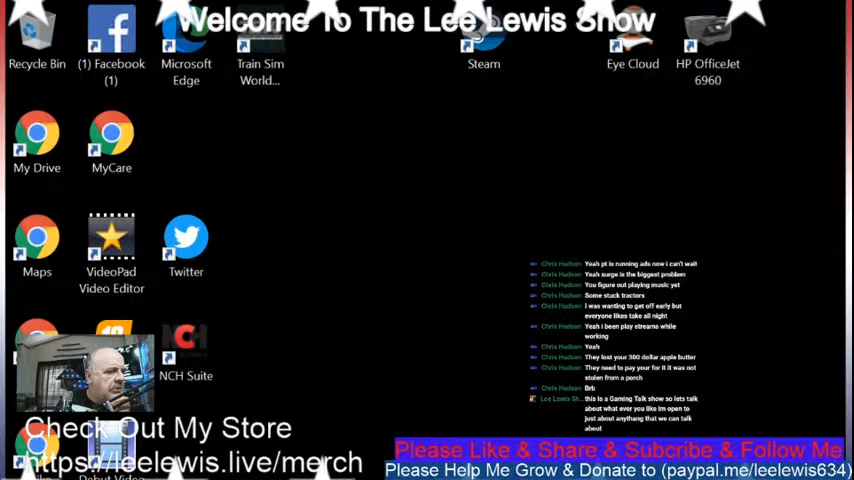 Welcome To The Lee Lewis Show
Recycle Bin
(1) Facebook
(1)
Microsoft
Edge
Train Sim
World...
Steam
Eye Cloud
HP OfficeJet
6960
My Drive
MyCare
Maps
VideoPad
Video Editor
Twitter
NCH
NCH Suite
Chris Hudson Yeah pt is running ads now i can't wait
Chris Hudson Yeah surge is the biggest problem
Chris Hudson You figure out playing music yet
Chris Hudson Some stuck tractors
Chris Hudson i was wanting to get off early but
everyone likes take all night
Chris Hudson Yeah i been play streams while
working
Chris Hudson Yeah
Chris Hudson They lost your 300 dollar apple butter
Chris Hudson They need to pay your for it it was not
stolen from a porch
Chris Hudson Brb
Lee Lewis Sh... this is a Gaming Talk show so lets talk
about what ever you like im open to
just about anythang that we can talk
about
Check Out My Store
https://leelewis.live/merch
Debut Video
Please Like & Share & Subcribe & Follow Me
Please Help Me Grow & Donate to (paypal.me/leelewis634)